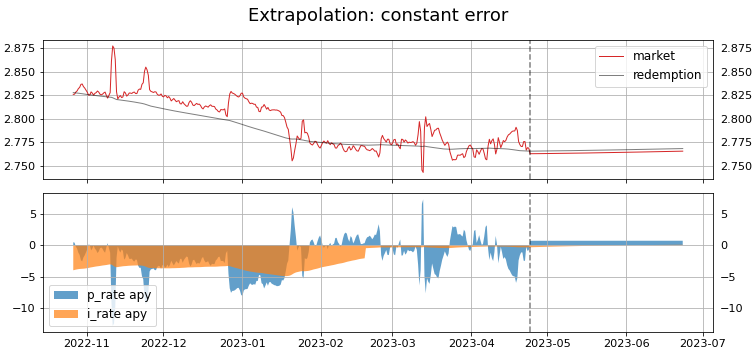 Extrapolation: constant error
2.875 2.875
2.850 2.850
2.825 2.825
2.800 2.800
2.775 2.775
2.750 2.750
market
redemption
5 5
0 0
−5 −5
−10 −10
p_rate apy
i_rate apy
2022-11 2022-12 2023-01 2023-02 2023-03 2023-04 2023-05 2023-06 2023-07